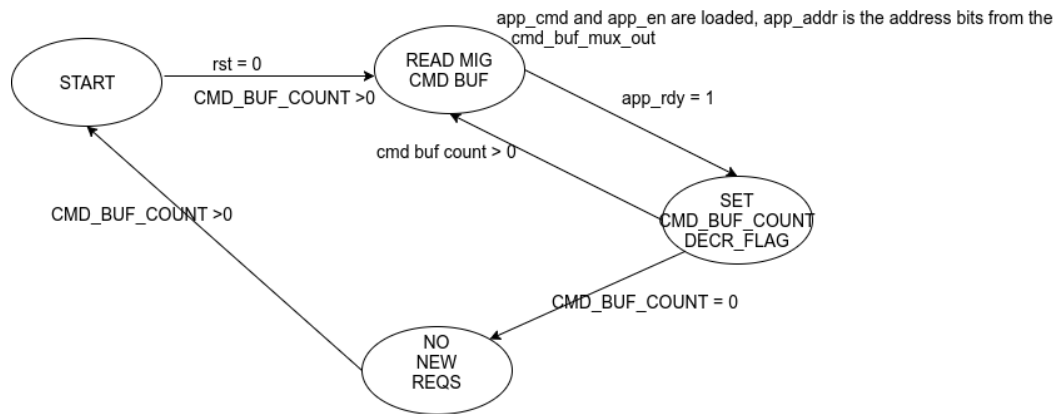 app_cmd and app_en are loaded, app_addr is the address bits from the
cmd_buf_mux_out
START
rst = 0
CMD_BUF_COUNT >0
READ MIG
CMD BUF
app_rdy = 1
cmd buf count > 0
SET
CMD_BUF_COUNT
DECR_FLAG
CMD_BUF_COUNT >0
CMD_BUF_COUNT = 0
NO
NEW
REQS